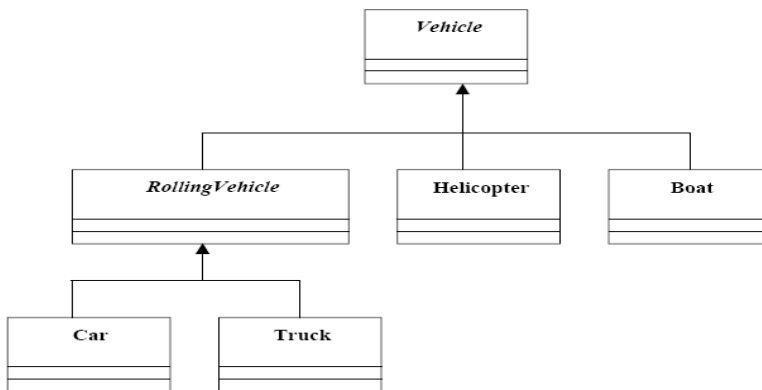 Vehicle
RollingVehicle
Helicopter
Boat
Car
Truck